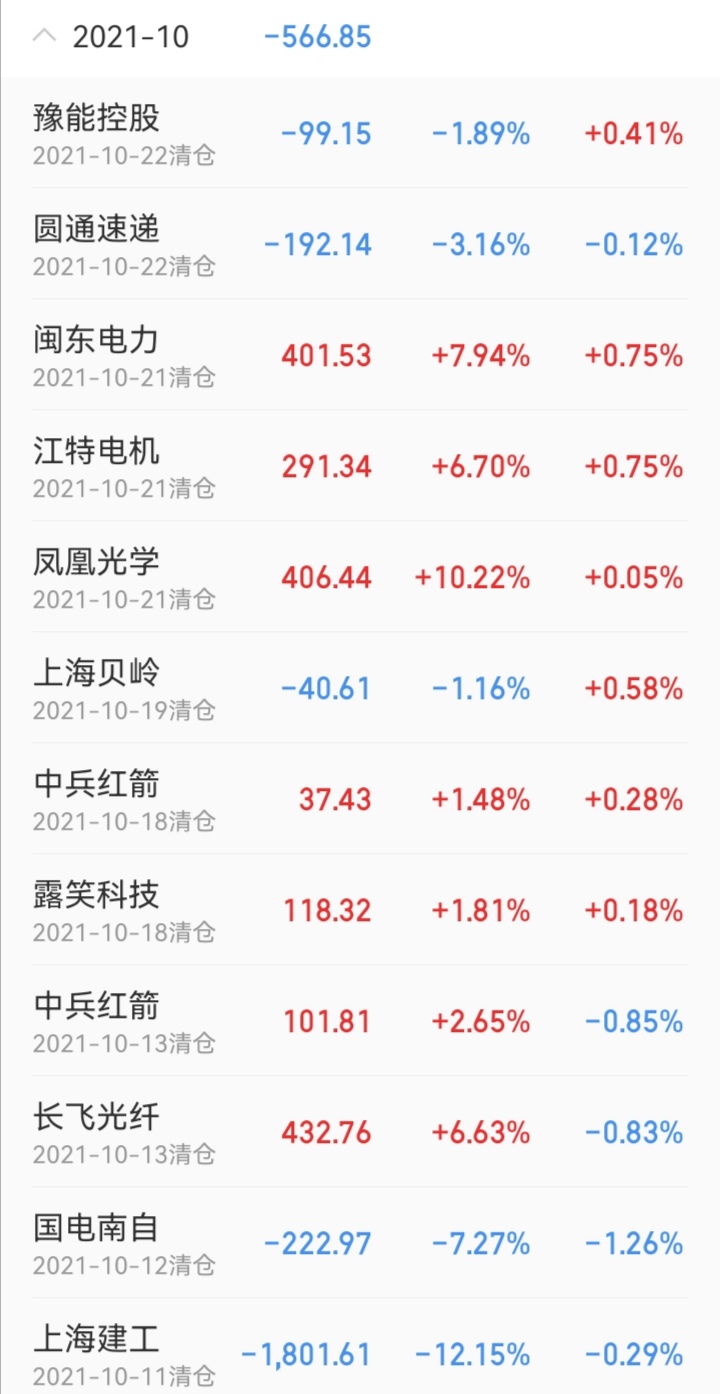 2021-10 -566.85
豫能控股 -99.15 -1.89% +0.41%
2021-10-22清仓
圆通速递 -192.14 -3.16% -0.12%
2021-10-22清仓
闽东电力 401.53 +7.94% +0.75%
2021-10-21清仓
江特电机 291.34 +6.70% +0.75%
2021-10-21清仓
凤凰光学 406.44 +10.22% +0.05%
2021-10-21清仓
上海贝岭 -40.61 -1.16% +0.58%
2021-10-19清仓
中兵红箭 37.43 +1.48% +0.28%
2021-10-18清仓
露笑科技 118.32 +1.81% +0.18%
2021-10-18清仓
中兵红箭 101.81 +2.65% -0.85%
2021-10-13清仓
长飞光纤 432.76 +6.63% -0.83%
2021-10-13清仓
国电南自 -222.97 -7.27% -1.26%
2021-10-12清仓
上海建工 -1,801.61 -12.15% -0.29%
2021-10-11清仓